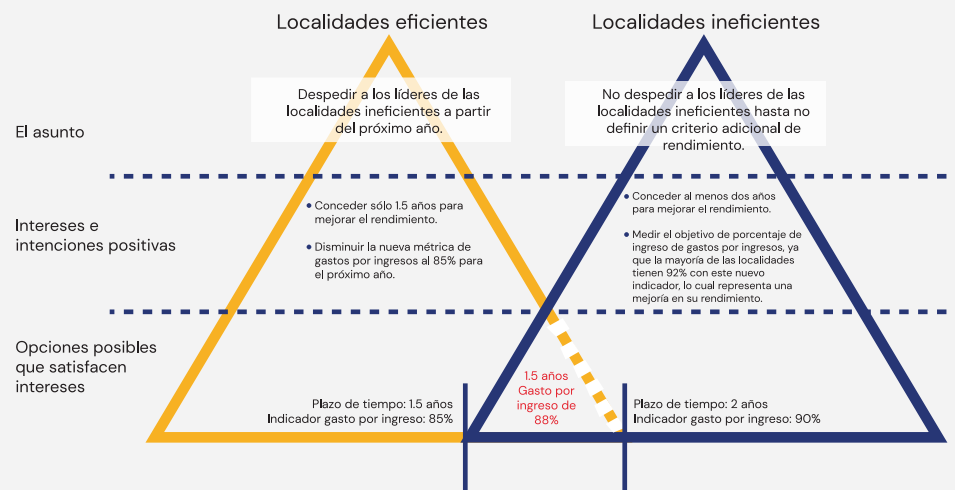 Localidades eficientes
Localidades ineficientes
El asunto
Despedir a los líderes de las
localidades ineficientes a partir
del próximo año.
No despedir a los líderes de las
localidades ineficientes hasta no
definir un criterio adicional de
rendimiento.
Intereses e
intenciones positivas
• Conceder sólo 1.5 años para
mejorar el rendimiento.
• Disminuir la nueva métrica de
gastos por ingresos al 85% para
el próximo año.
• Conceder al menos dos años
para mejorar el rendimiento.
• Medir el objetivo de porcentaje de
ingreso de gastos por ingresos, ya
que la mayoría de las localidades
tienen 92% con este nuevo
indicador, lo cual representa una
mejoría en su rendimiento.
Opciones posibles
que satisfacen
intereses
Plazo de tiempo: 1.5 años
Indicador gasto por ingreso: 85%
1.5 años
Gasto por
ingreso de
88%
Plazo de tiempo: 2 años
Indicador gasto por ingreso: 90%